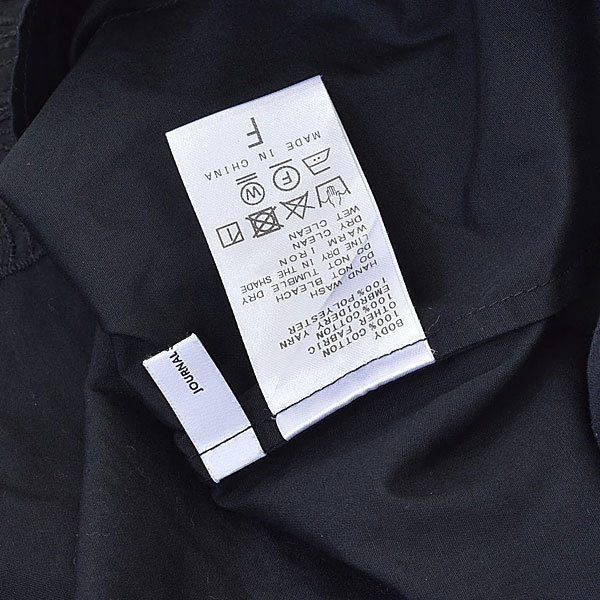 BODY
100% COTTON
OTHER FABRIC
100% COTTON
EMBROIDERY YARN
100% POLYESTER
HAND WASH
DO NOT BLEACH
DO NOT TUMBLE DRY
LINE DRY IN THE SHADE
WARM IRON
DRY CLEAN
WET CLEAN
F
W
MADE IN CHINA
F
JOURNAL